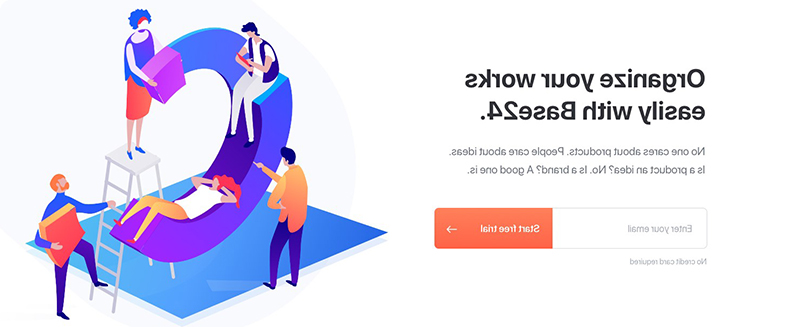 Organize your works
easily with Base24.
No one cares about products. People care about ideas.
Is a product an idea? No. Is a brand? A good one is.
Enter your email
Start free trial
No credit card required